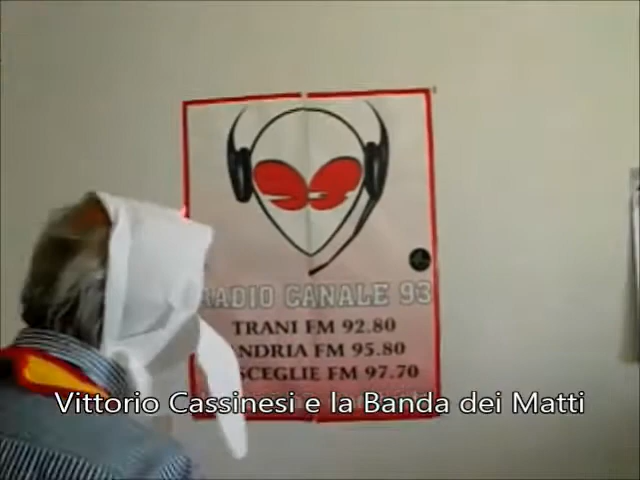 RADIO CANALE 93
TRANI FM 92.80
ANDRIA FM 95.80
SCEGLIE FM 97.70
Vittorio Cassinesi e la Banda dei Matti